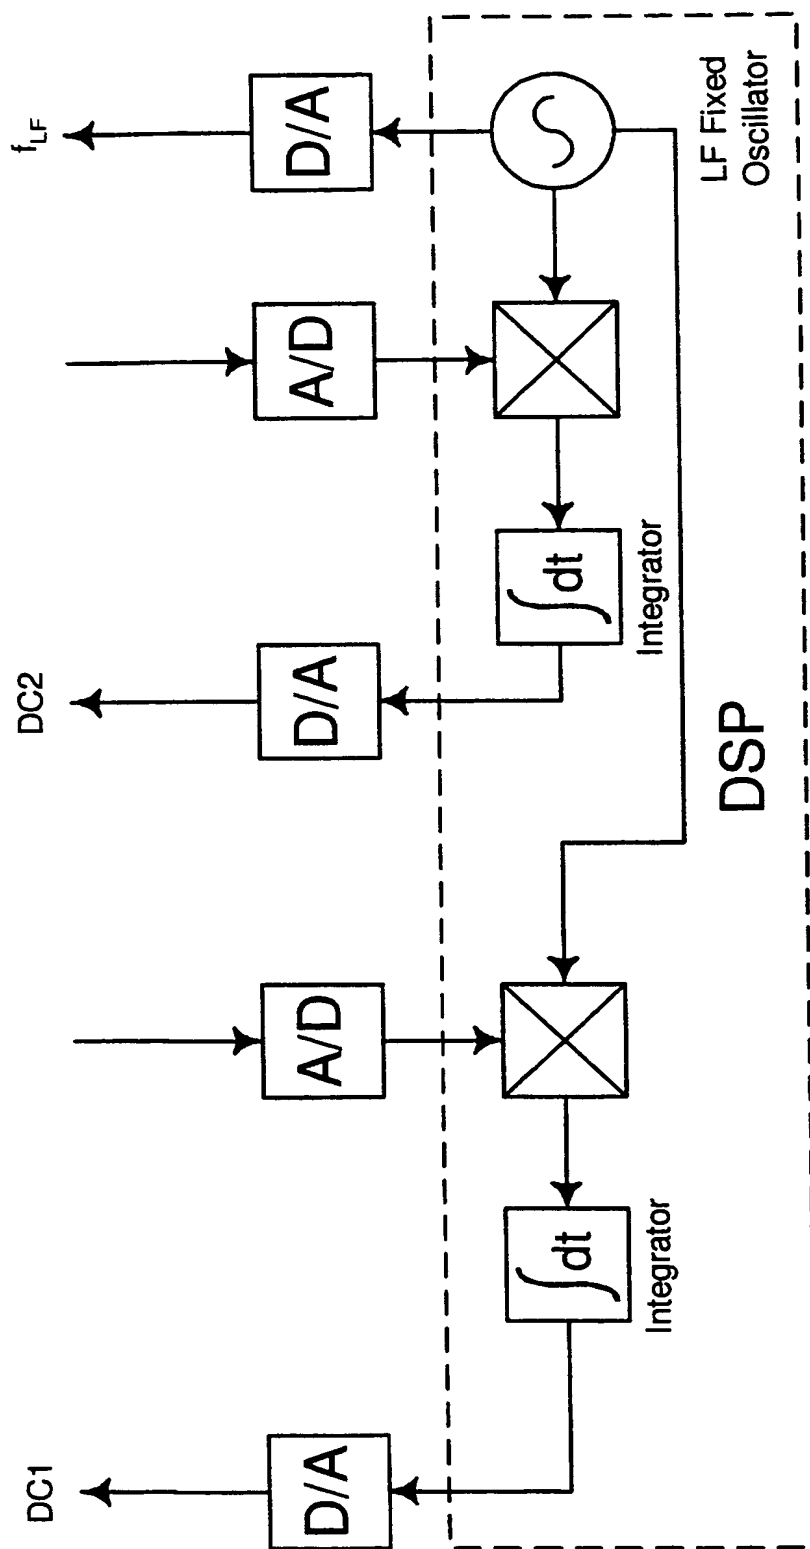 DC1
DC2
f_LF
D/A
A/D
D/A
A/D
D/A
∫dt
Integrator
∫dt
Integrator
LF Fixed
Oscillator
DSP